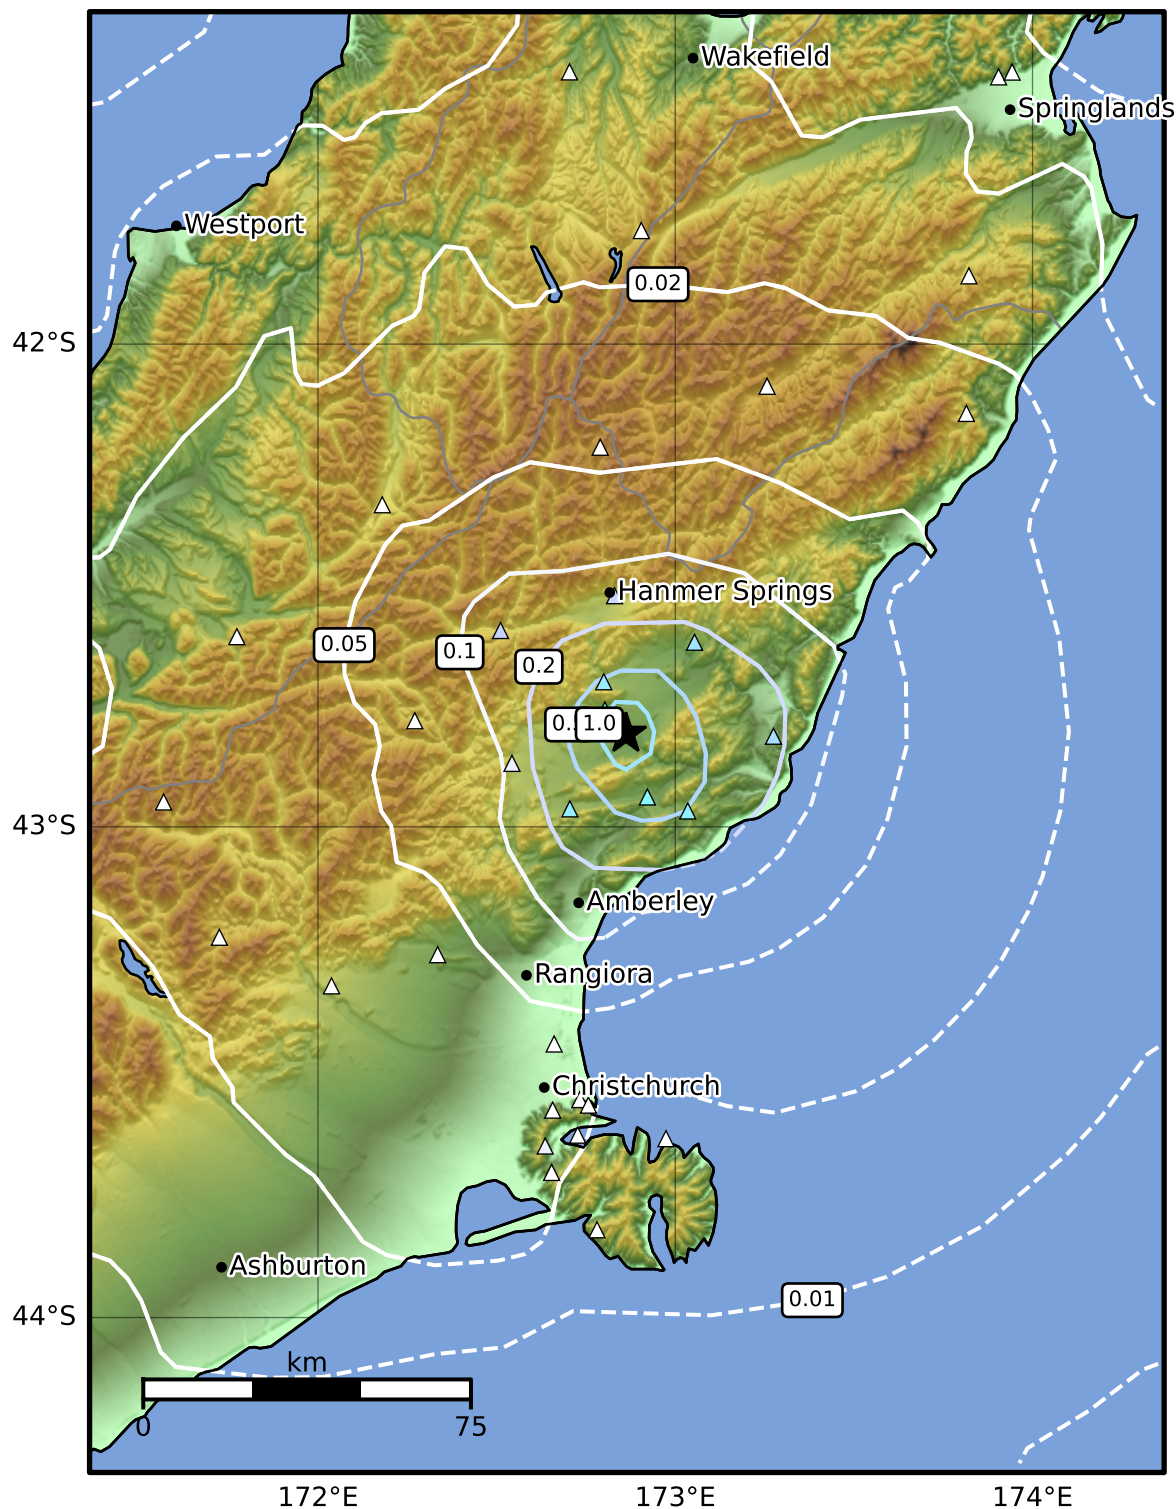 Wakefield
Springlands
Westport
0.02
42°S
Hanmer Springs
0.05
0.1
0.2
1.0
43°S
Amberley
Rangiora
Christchurch
Ashburton
0.01
44°S
km
0
75
172°E
173°E
174°E